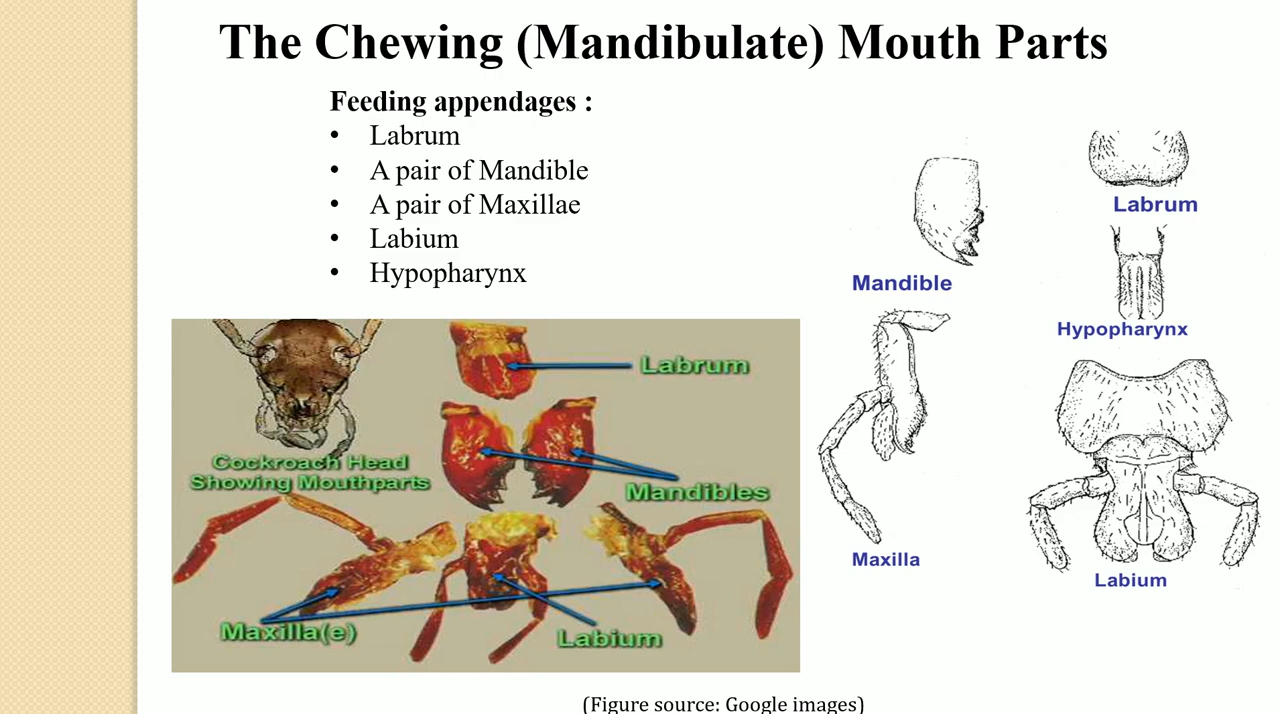 The Chewing (Mandibulate) Mouth Parts
Feeding appendages :
• Labrum
• A pair of Mandible
• A pair of Maxillae
• Labium
• Hypopharynx
Labrum
Mandible
Hypopharynx
Maxilla
Labium
Labrum
Cockroach Head
Showing Mouthparts
Mandibles
Maxilla(e)
Labium
(Figure source: Google images)